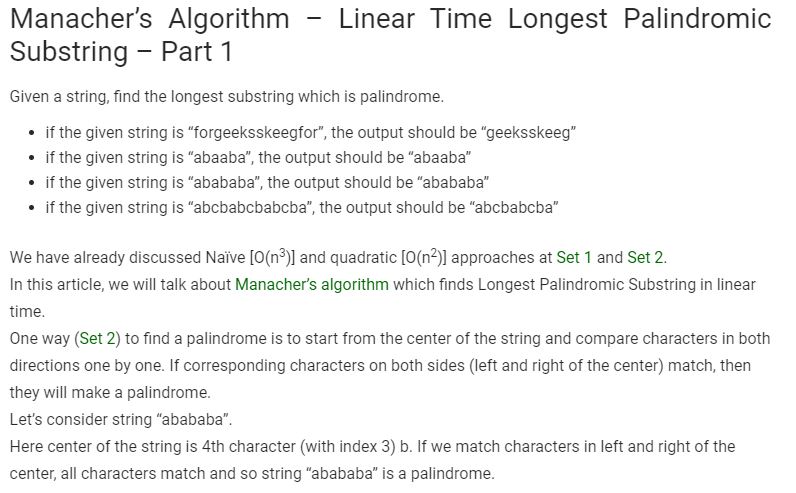 Manacher’s Algorithm – Linear Time Longest Palindromic
Substring – Part 1
Given a string, find the longest substring which is palindrome.
• if the given string is “forgeeksskeegfor”, the output should be “geeksskeeg”
• if the given string is “abaaba”, the output should be “abaaba”
• if the given string is “abababa”, the output should be “abababa”
• if the given string is “abcbabcbabcba”, the output should be “abcbabcba”
We have already discussed Naïve [O(n³)] and quadratic [O(n²)] approaches at Set 1 and Set 2.
In this article, we will talk about Manacher’s algorithm which finds Longest Palindromic Substring in linear
time.
One way (Set 2) to find a palindrome is to start from the center of the string and compare characters in both
directions one by one. If corresponding characters on both sides (left and right of the center) match, then
they will make a palindrome.
Let’s consider string “abababa”.
Here center of the string is 4th character (with index 3) b. If we match characters in left and right of the
center, all characters match and so string “abababa” is a palindrome.